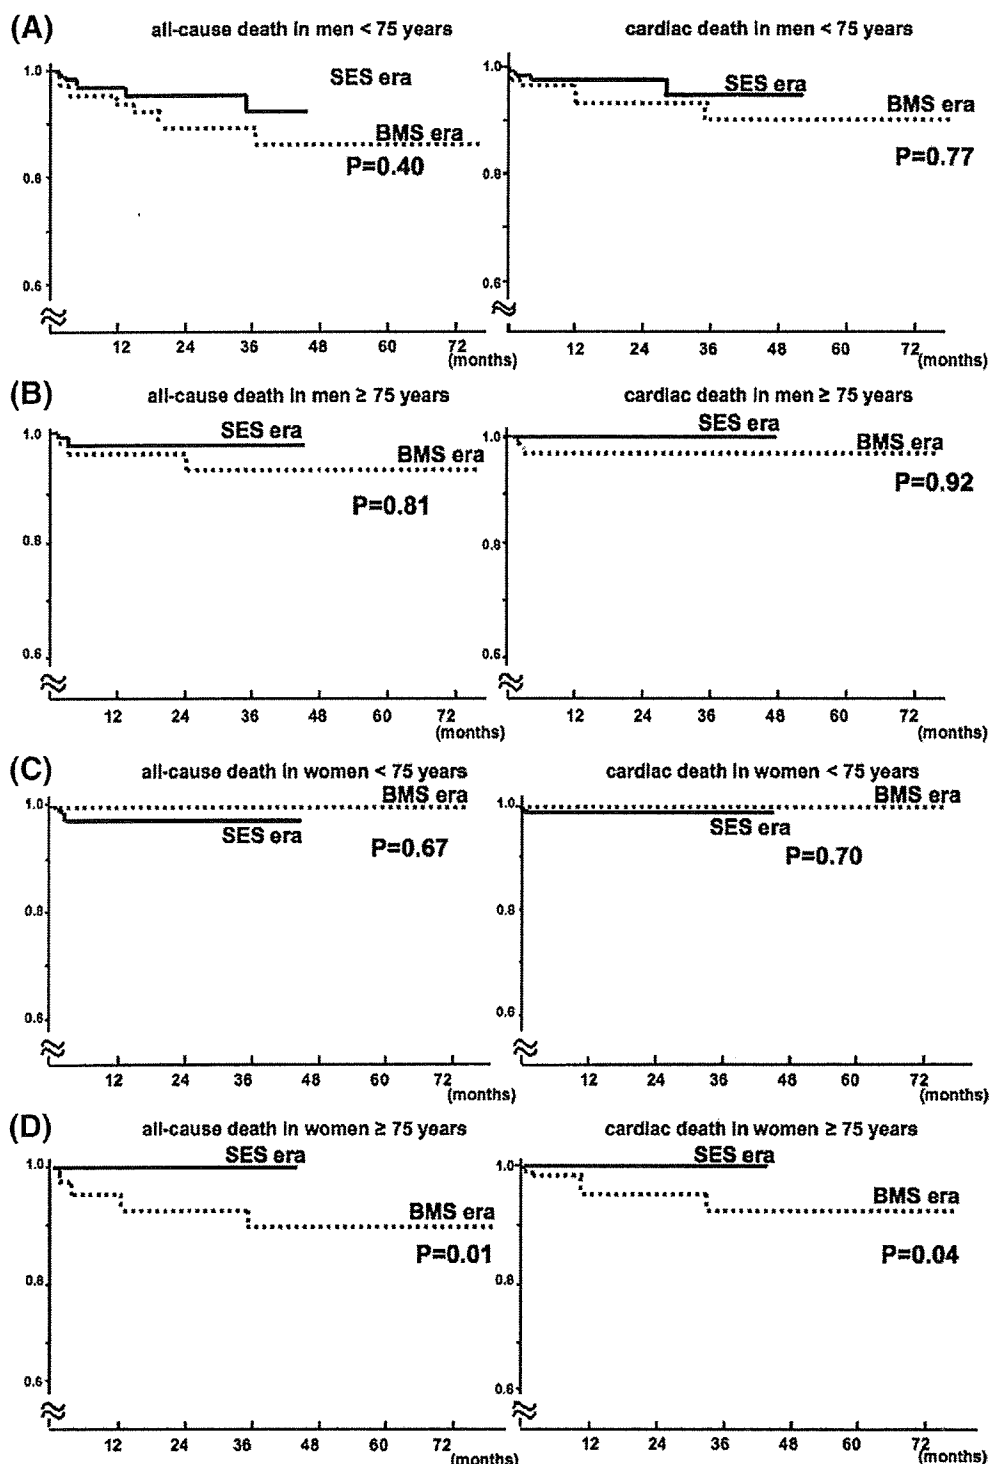 (A)
all-cause death in men < 75 years
1.0
0.8
0.6
SES era
BMS era
P=0.40
12 24 36 48 60 72
(months)
cardiac death in men < 75 years
1.0
0.8
0.6
SES era
BMS era
P=0.77
12 24 36 48 60 72
(months)
(B)
all-cause death in men ≥ 75 years
1.0
0.8
0.6
SES era
BMS era
P=0.81
12 24 36 48 60 72
(months)
cardiac death in men ≥ 75 years
1.0
0.8
0.6
SES era
BMS era
P=0.92
12 24 36 48 60 72
(months)
(C)
all-cause death in women < 75 years
1.0
0.8
0.6
BMS era
SES era
P=0.67
12 24 36 48 60 72
(months)
cardiac death in women < 75 years
1.0
0.8
0.6
BMS era
SES era
P=0.70
12 24 36 48 60 72
(months)
(D)
all-cause death in women ≥ 75 years
1.0
0.8
0.6
SES era
BMS era
P=0.01
12 24 36 48 60 72
(months)
cardiac death in women ≥ 75 years
1.0
0.8
0.6
SES era
BMS era
P=0.04
12 24 36 48 60 72
(months)